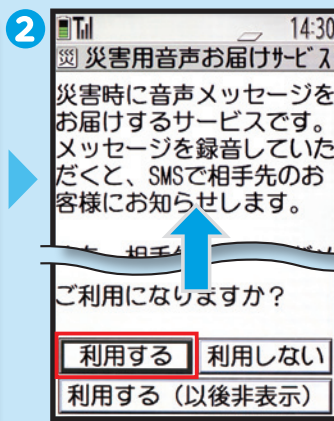 2
14:30
災 災害用音声お届けサービス
災害時に音声メッセージを
お届けするサービスです。
メッセージを録音していた
だくと、SMSで相手先のお
客様にお知らせします。
ご利用になりますか?
利用する 利用しない
利用する（以後非表示）